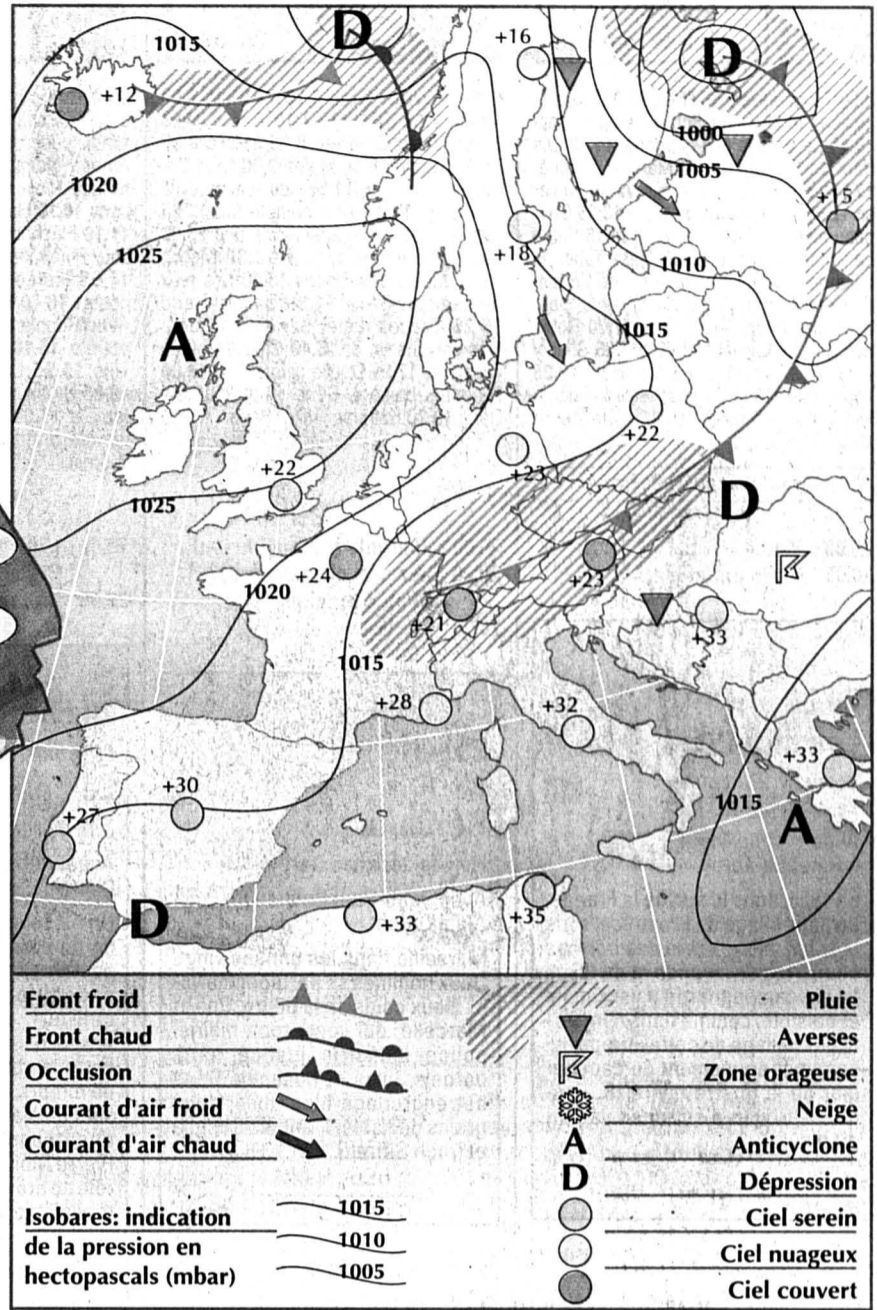 D
1015
+16
D
+12
1000
1005
1020
+15
+18
1025
1010
A
1015
+22
+22
+23
1025
D
+24
+23
1020
+21
+33
1015
+28
+32
+33
+30
1015
+27
A
D
+33
+35
Front froid
Front chaud
Occlusion
Courant d'air froid
Courant d'air chaud
Isobares: indication
de la pression en
hectopascals (mbar)
1015
1010
1005
Pluie
Averses
Zone orageuse
Neige
A Anticyclone
D Dépression
Ciel serein
Ciel nuageux
Ciel couvert